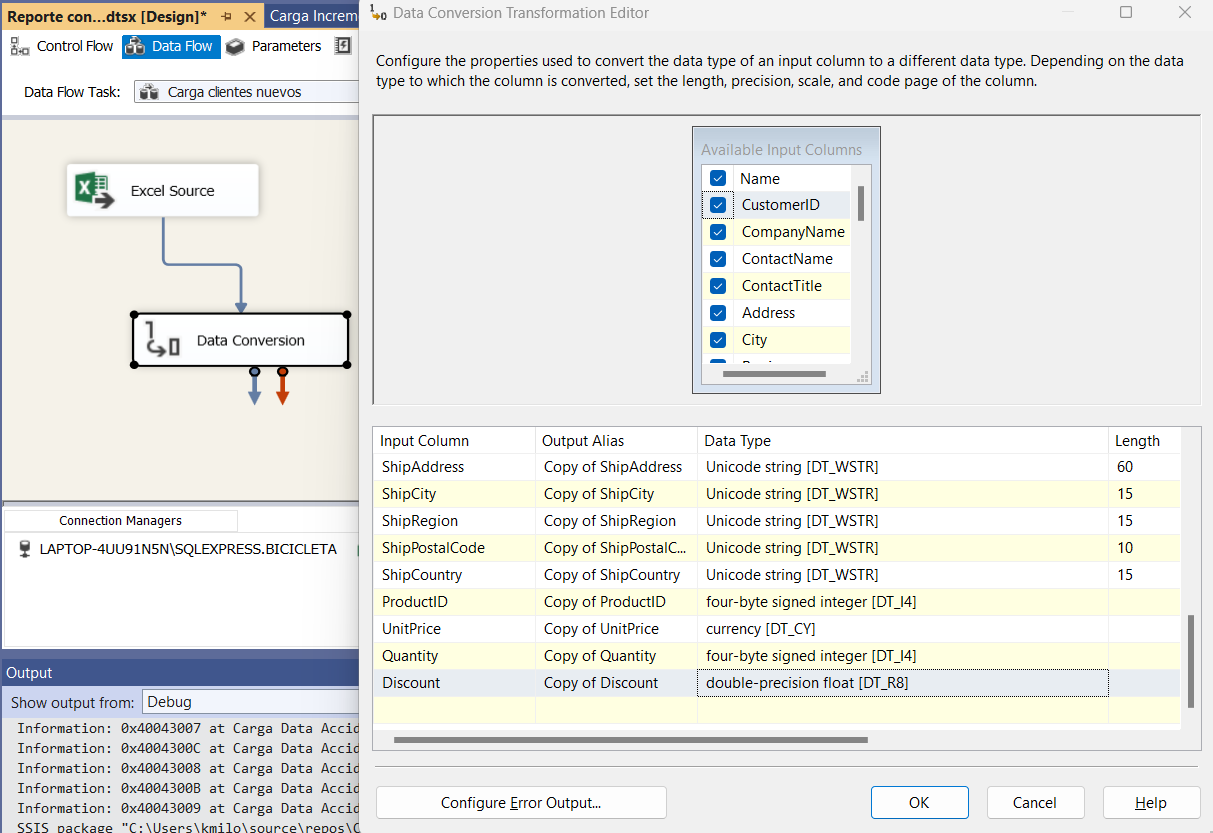 Reporte con...dtsx [Design]*
Carga Increm
Control Flow
Data Flow
Parameters
Data Flow Task:
Carga clientes nuevos
Excel Source
Data Conversion
Connection Managers
LAPTOP-4UU91N5N\SQLEXPRESS.BICICLETA
Output
Show output from:
Debug
Information: 0x40043007 at Carga Data Accid
Information: 0x4004300C at Carga Data Accid
Information: 0x40043008 at Carga Data Accid
Information: 0x4004300B at Carga Data Accid
Information: 0x40043009 at Carga Data Accid
SSIS package "C:\Users\kmilo\source\repos\C
Data Conversion Transformation Editor
Configure the properties used to convert the data type of an input column to a different data type. Depending on the data
type to which the column is converted, set the length, precision, scale, and code page of the column.
Available Input Columns
Name
CustomerID
CompanyName
ContactName
ContactTitle
Address
City
Input Column Output Alias Data Type Length
ShipAddress Copy of ShipAddress Unicode string [DT_WSTR] 60
ShipCity Copy of ShipCity Unicode string [DT_WSTR] 15
ShipRegion Copy of ShipRegion Unicode string [DT_WSTR] 15
ShipPostalCode Copy of ShipPostalC... Unicode string [DT_WSTR] 10
ShipCountry Copy of ShipCountry Unicode string [DT_WSTR] 15
ProductID Copy of ProductID four-byte signed integer [DT_I4]
UnitPrice Copy of UnitPrice currency [DT_CY]
Quantity Copy of Quantity four-byte signed integer [DT_I4]
Discount Copy of Discount double-precision float [DT_R8]
Configure Error Output...
OK
Cancel
Help